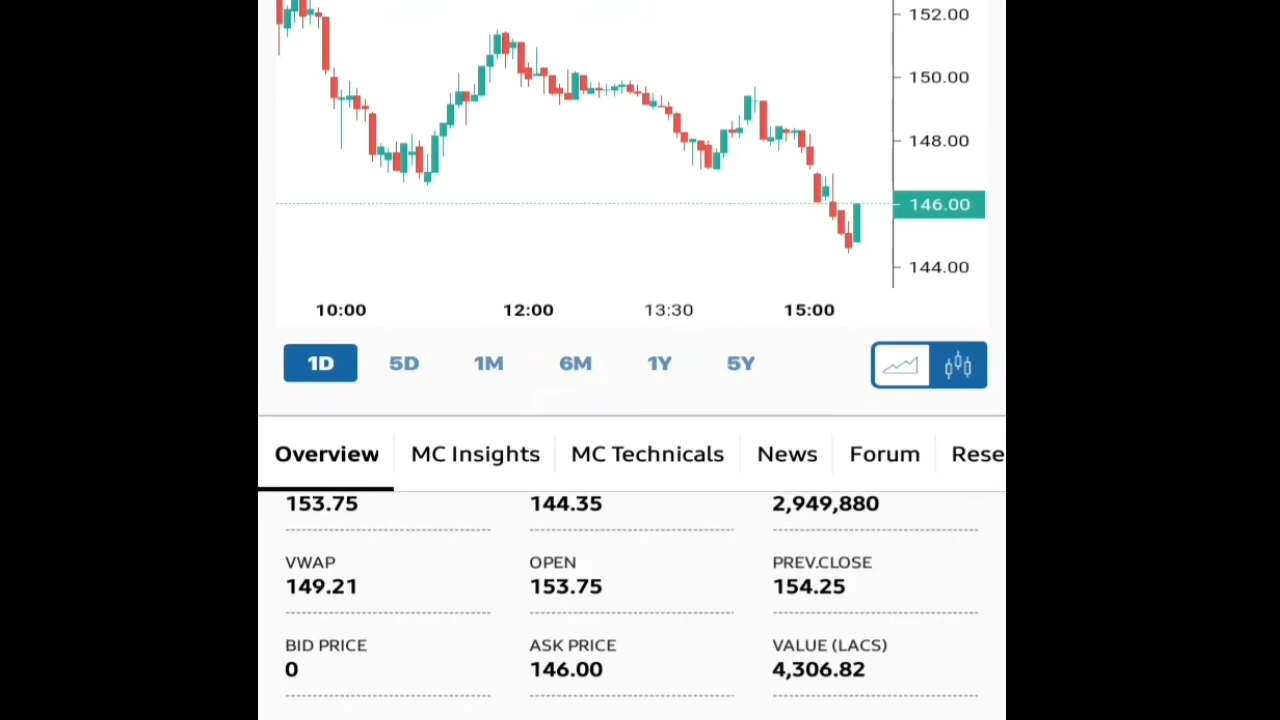 152.00
150.00
148.00
146.00
144.00
10:00 12:00 13:30 15:00
1D 5D 1M 6M 1Y 5Y
Overview MC Insights MC Technicals News Forum Rese
153.75 144.35 2,949,880
VWAP OPEN PREV.CLOSE
149.21 153.75 154.25
BID PRICE ASK PRICE VALUE (LACS)
0 146.00 4,306.82